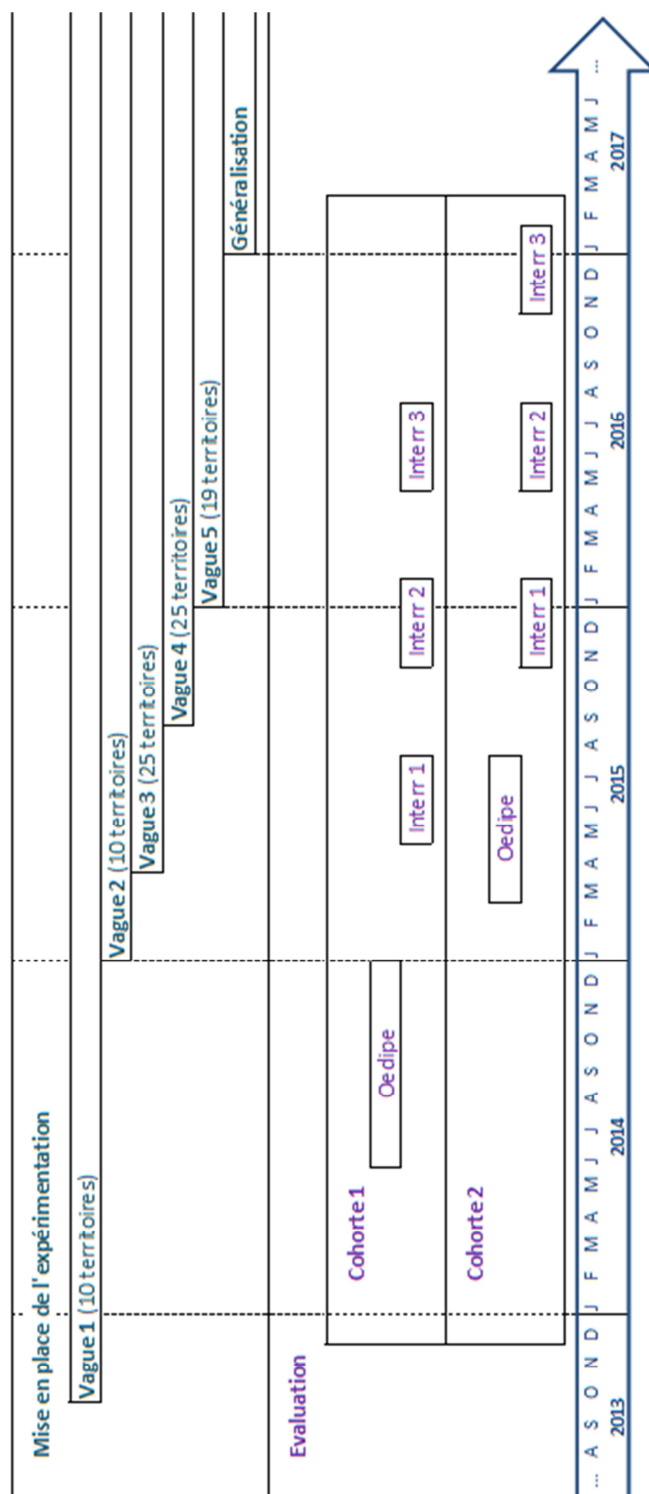 Mise en place de l'expérimentation
Vague 1 (10 territoires)
Vague 2 (10 territoires)
Vague 3 (25 territoires)
Vague 4 (25 territoires)
Vague 5 (19 territoires)
Généralisation
Evaluation
Cohorte 1
Oedipe
Interr 1
Interr 2
Interr 3
Cohorte 2
Oedipe
Interr 1
Interr 2
Interr 3
... A S O N D J F M A M J J A S O N D J F M A M J J A S O N D J F M A M J J A S O N D J F M A M J ...
2013 2014 2015 2016 2017